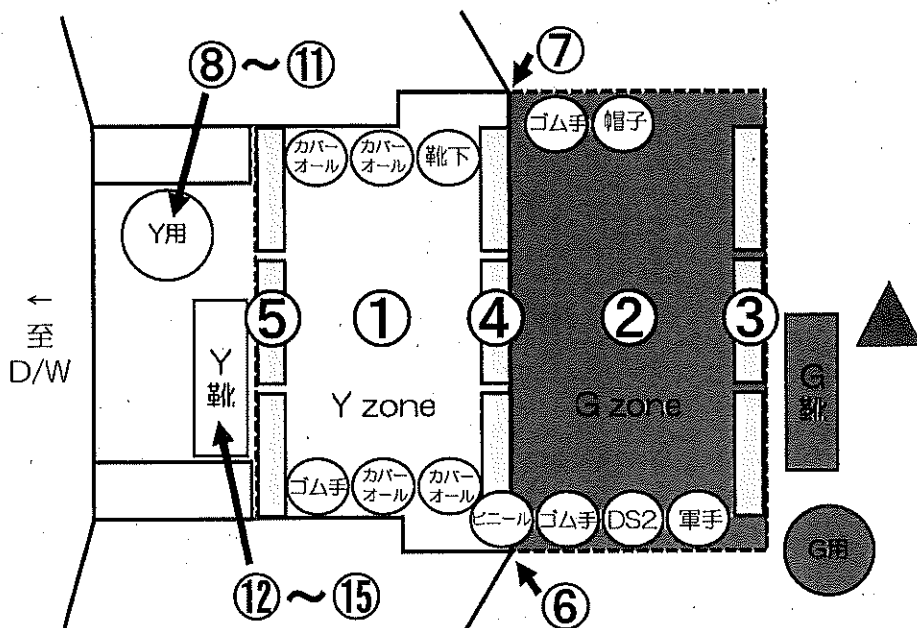 ⑧～⑪
⑦
ゴム手
帽子
カバー
オール
カバー
オール
靴下
Y用
←
至
D/W
⑤
①
④
②
③
Y
靴
G
靴
Y zone
G zone
ゴム手
カバー
オール
カバー
オール
ビニール
ゴム手
DS2
軍手
G用
⑫～⑮
⑥